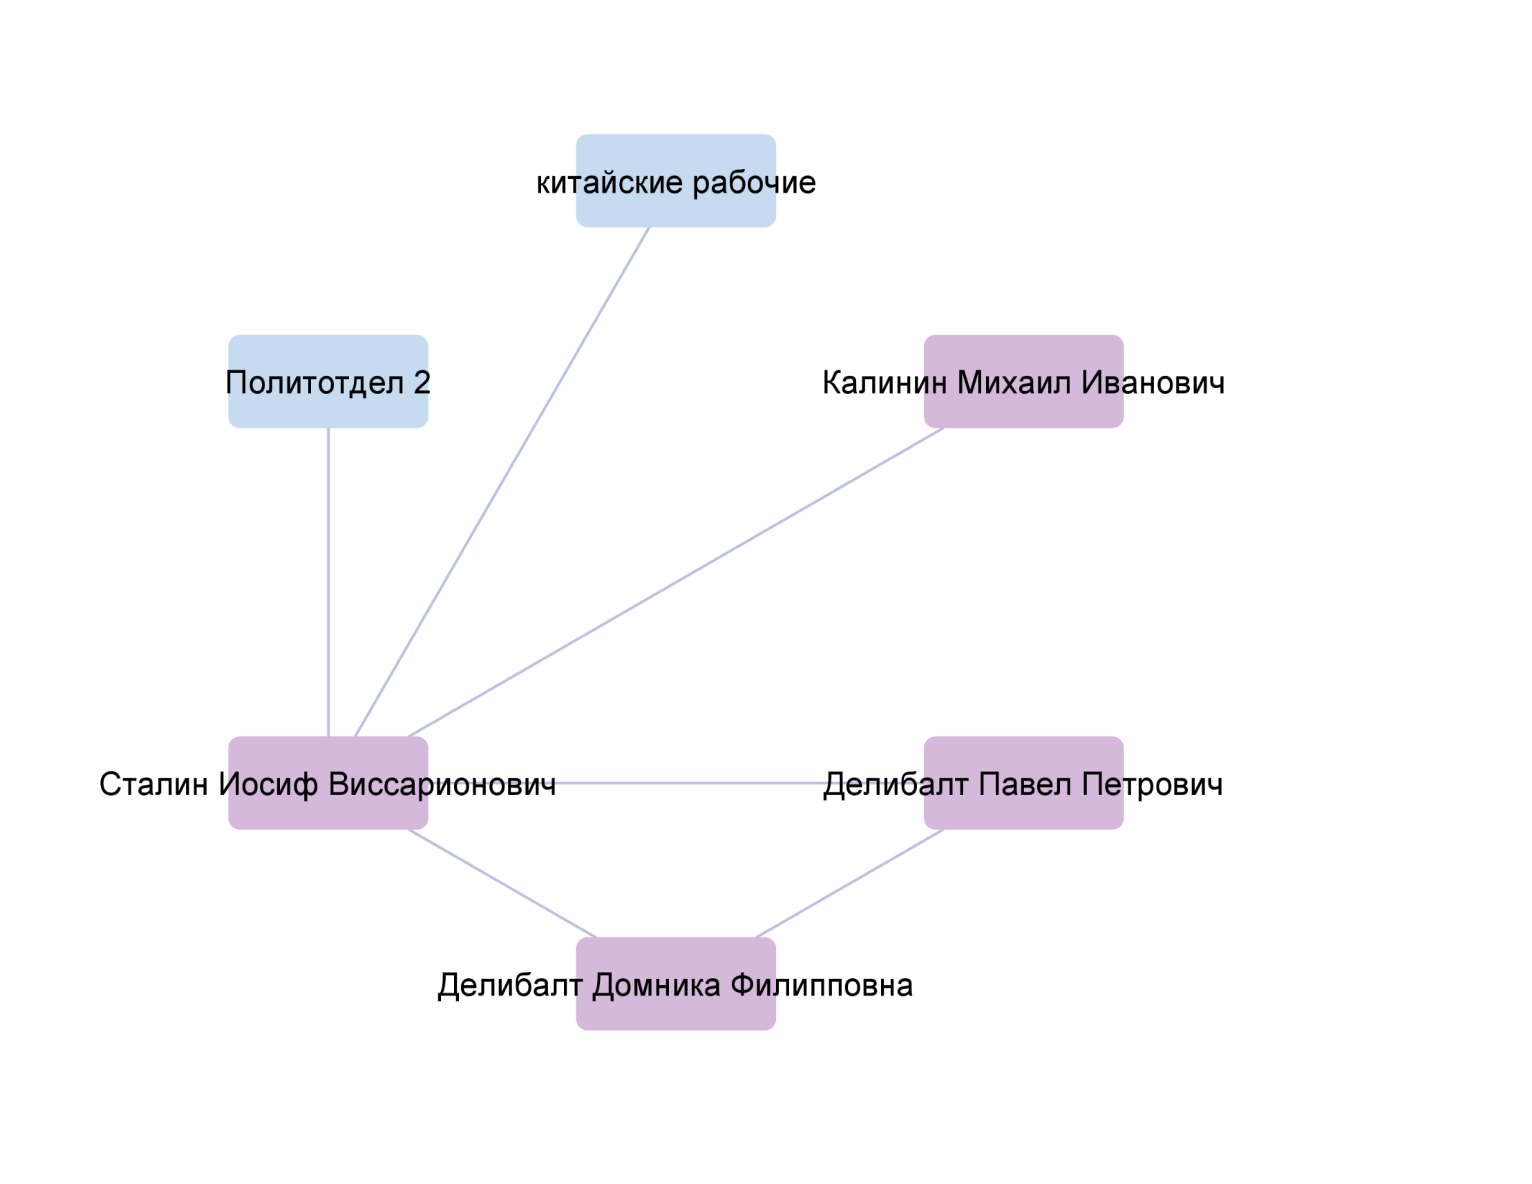 китайские рабочие
Политотдел 2
Калинин Михаил Иванович
Сталин Иосиф Виссарионович
Делибалт Павел Петрович
Делибалт Домника Филипповна